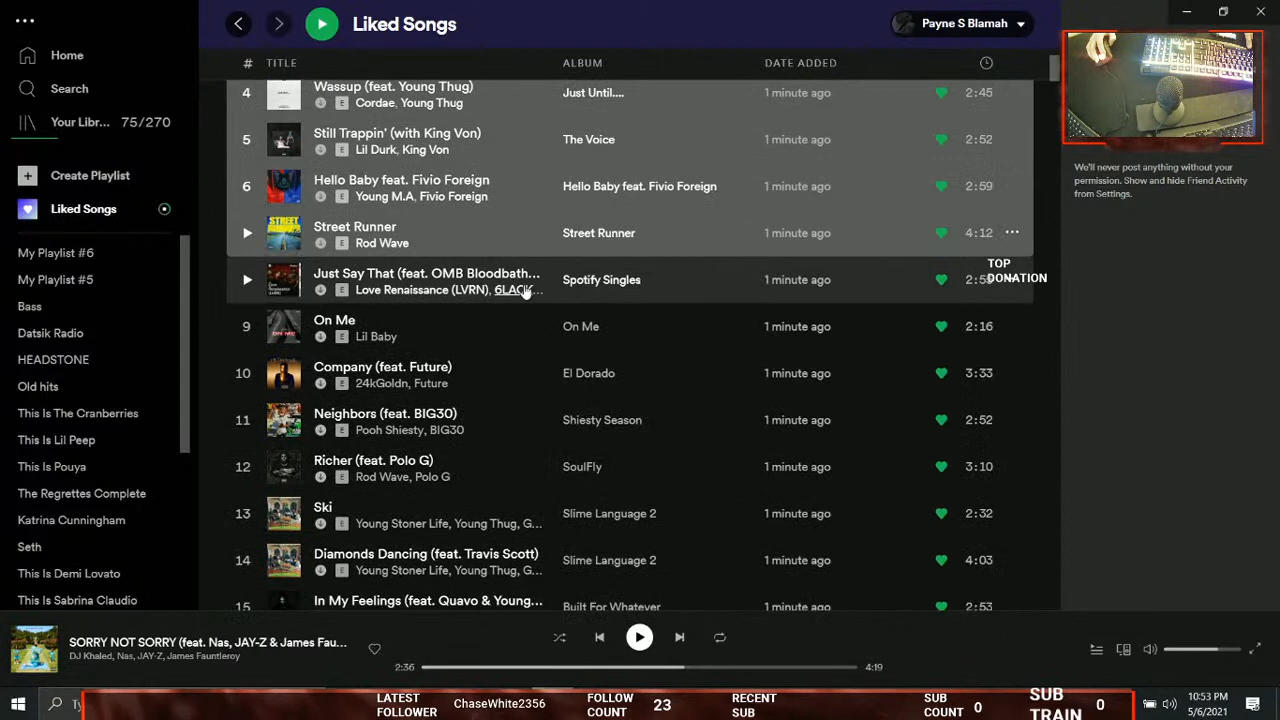 Liked Songs
Payne S Blamah
Home
Search
Your Libr... 75/270
Create Playlist
Liked Songs
My Playlist #6
My Playlist #5
Bass
Datsik Radio
HEADSTONE
Old hits
This Is The Cranberries
This Is Lil Peep
This Is Pouya
The Regrettes Complete
Katrina Cunningham
Seth
This Is Demi Lovato
This Is Sabrina Claudio
# TITLE ALBUM DATE ADDED
4 Wassup (feat. Young Thug) Just Until.... 1 minute ago 2:45
E Cordae, Young Thug
5 Still Trappin' (with King Von) The Voice 1 minute ago 2:52
E Lil Durk, King Von
6 Hello Baby feat. Fivio Foreign Hello Baby feat. Fivio Foreign 1 minute ago 2:59
E Young M.A, Fivio Foreign
Street Runner Street Runner 1 minute ago 4:12
E Rod Wave
Just Say That (feat. OMB Bloodbath... Spotify Singles 1 minute ago
E Love Renaissance (LVRN), 6LACK...
9 On Me On Me 1 minute ago 2:16
E Lil Baby
10 Company (feat. Future) El Dorado 1 minute ago 3:33
E 24kGoldn, Future
11 Neighbors (feat. BIG30) Shiesty Season 1 minute ago 2:52
E Pooh Shiesty, BIG30
12 Richer (feat. Polo G) SoulFly 1 minute ago 3:10
E Rod Wave, Polo G
13 Ski Slime Language 2 1 minute ago 2:32
E Young Stoner Life, Young Thug, G...
14 Diamonds Dancing (feat. Travis Scott) Slime Language 2 1 minute ago 4:03
E Young Stoner Life, Young Thug, G...
15 In My Feelings (feat. Quavo & Young... Built For Whatever 1 minute ago 2:53
TOP
DONATION
We'll never post anything without your
permission. Show and hide Friend Activity
from Settings.
SORRY NOT SORRY (feat. Nas, JAY-Z & James Fau...
DJ Khaled, Nas, JAY-Z, James Fauntleroy
2:36 4:19
Ty
LATEST
FOLLOWER
ChaseWhite2356
FOLLOW
COUNT
23
RECENT
SUB
SUB
COUNT
0
SUB
TRAIN
0
10:53 PM
5/6/2021